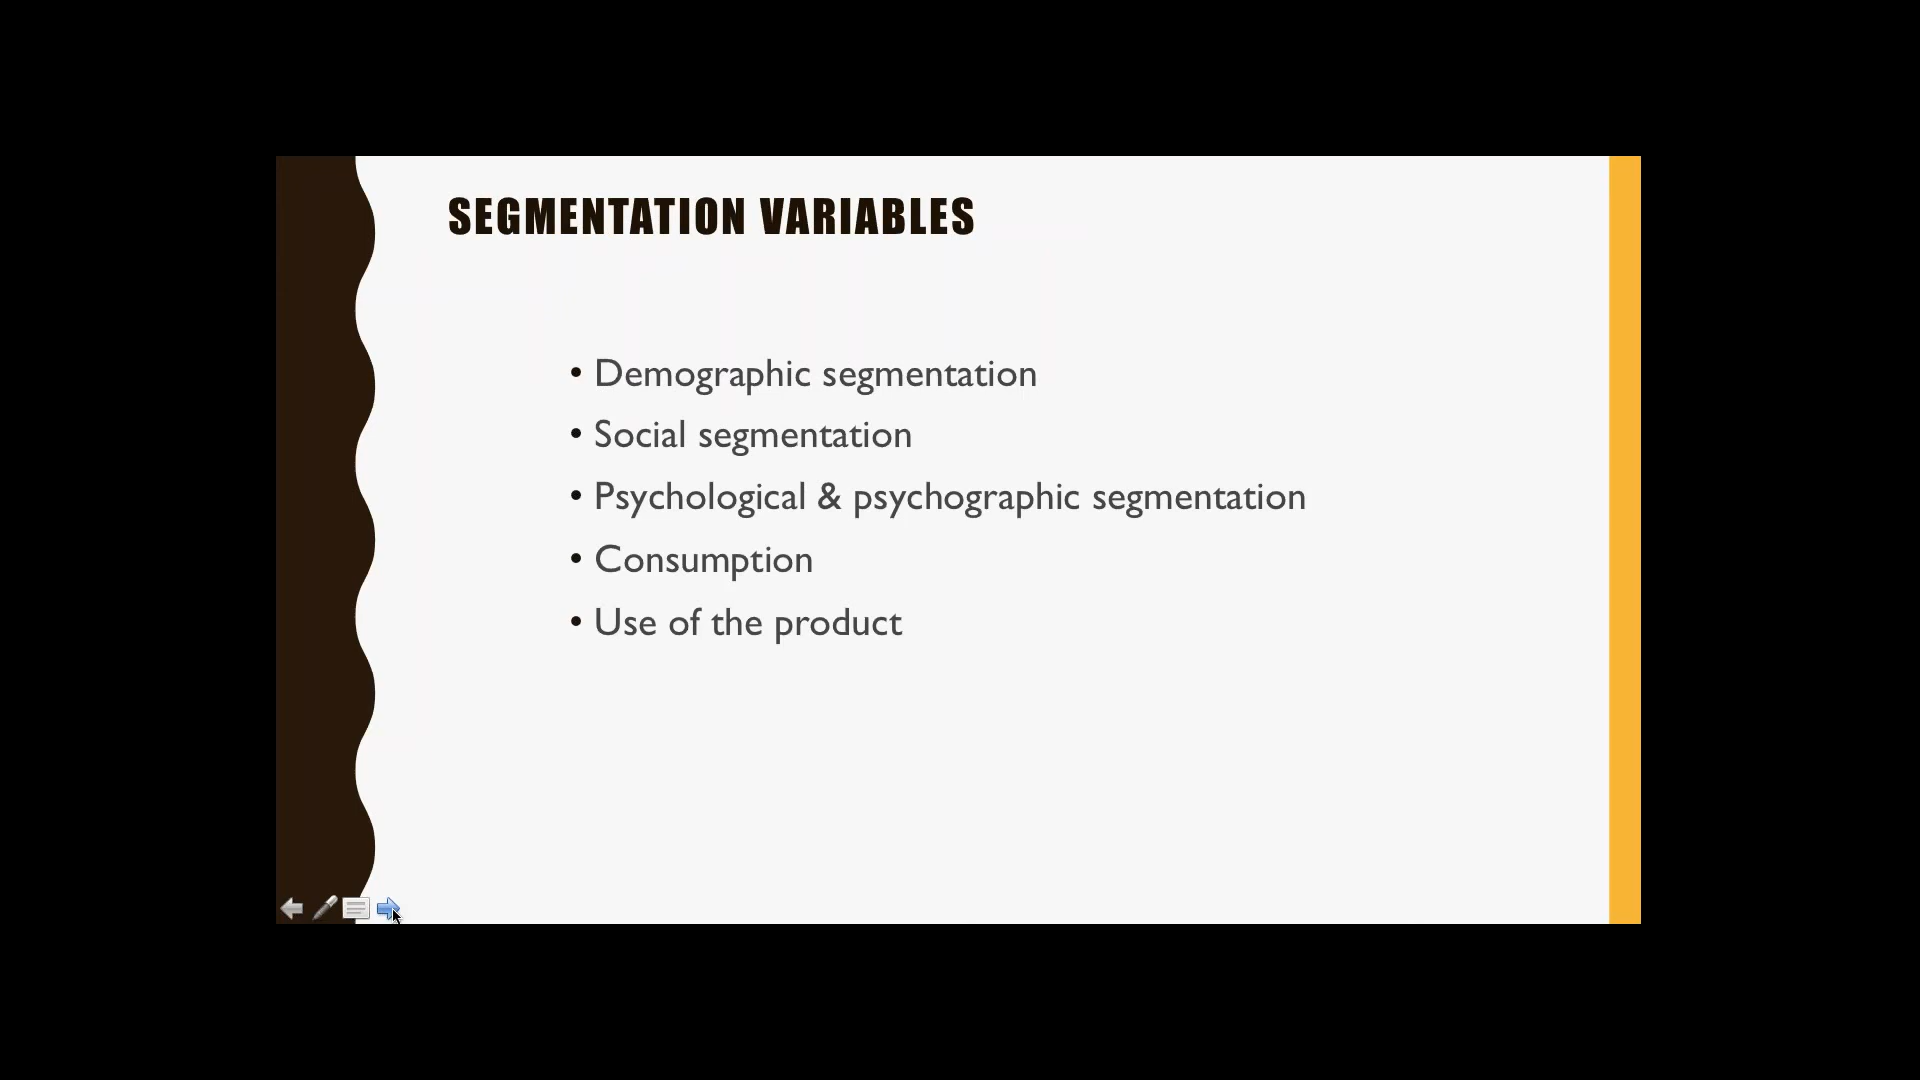 SEGMENTATION VARIABLES
• Demographic segmentation
• Social segmentation
• Psychological & psychographic segmentation
• Consumption
• Use of the product